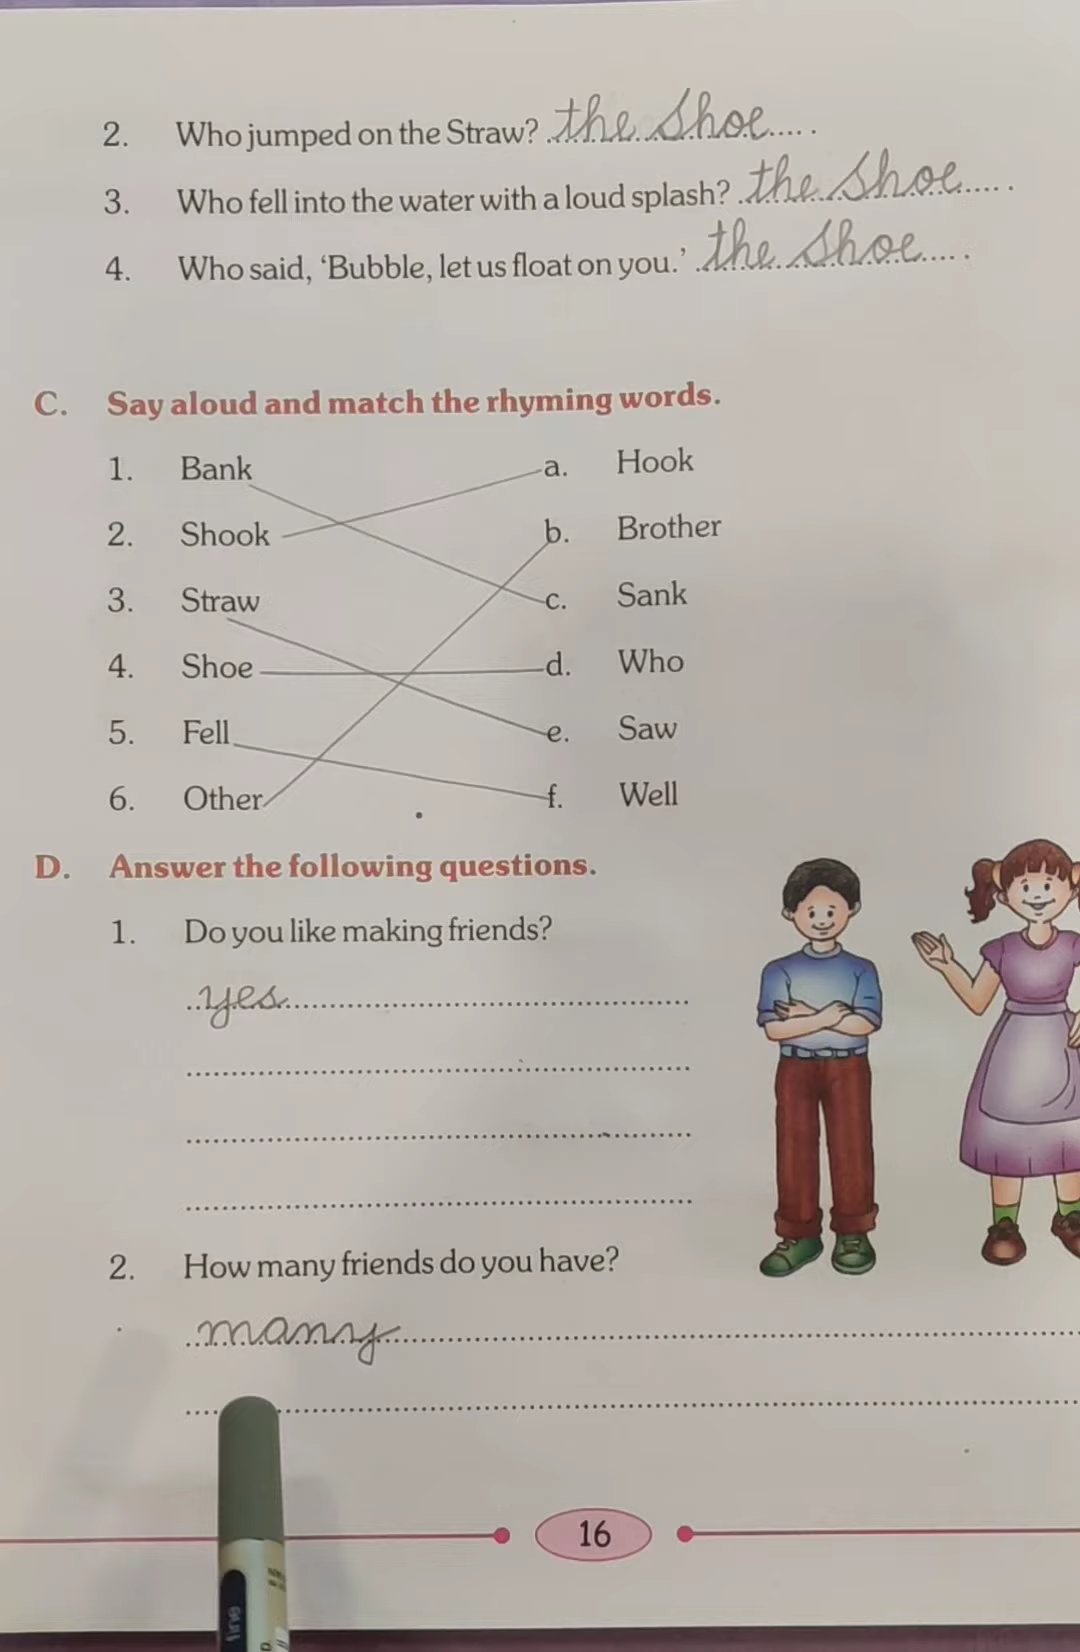 2. Who jumped on the Straw? the Shoe
3. Who fell into the water with a loud splash? the Shoe
4. Who said, ‘Bubble, let us float on you.’ the Shoe
C. Say aloud and match the rhyming words.
1. Bank a. Hook
2. Shook b. Brother
3. Straw c. Sank
4. Shoe d. Who
5. Fell e. Saw
6. Other f. Well
D. Answer the following questions.
1. Do you like making friends?
yes
2. How many friends do you have?
many
16
fine